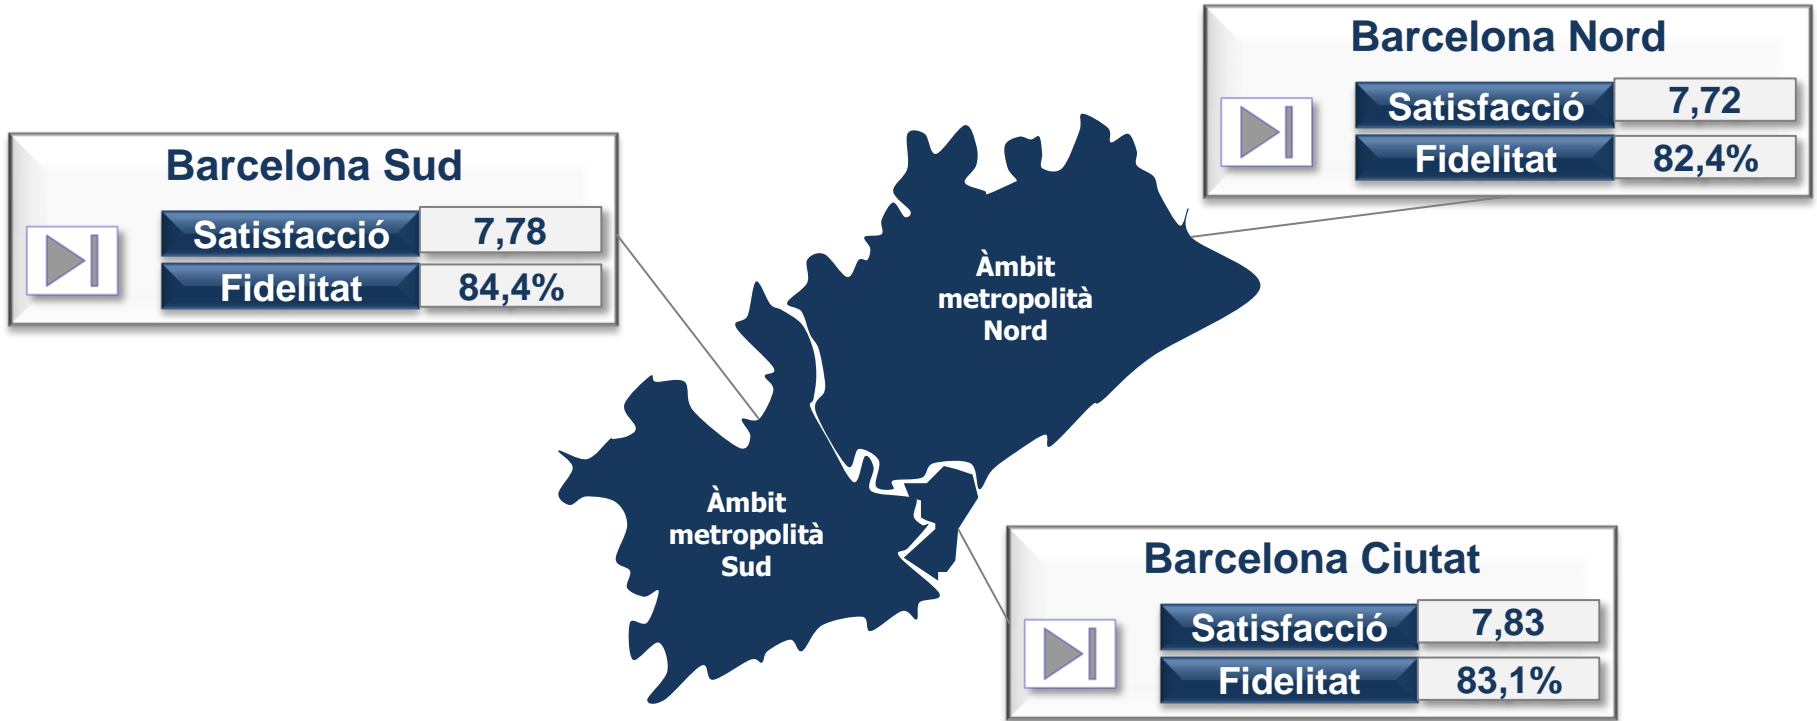 Barcelona Nord
Satisfacció 7,72
Fidelitat 82,4%
Barcelona Sud
Satisfacció 7,78
Fidelitat 84,4%
Àmbit
metropolità
Nord
Àmbit
metropolità
Sud
Barcelona Ciutat
Satisfacció 7,83
Fidelitat 83,1%